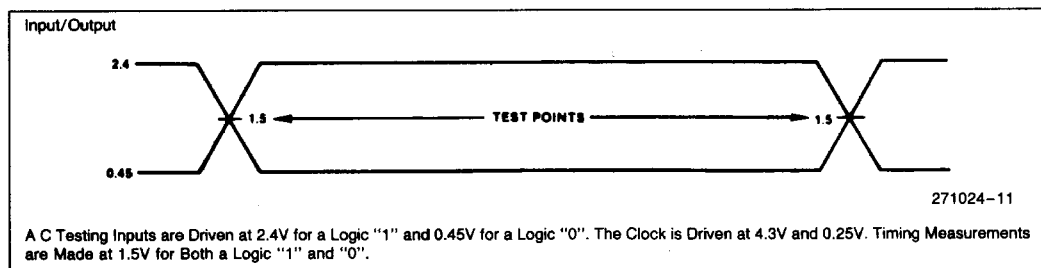 Input/Output
2.4
1.5 TEST POINTS 1.5
0.45
271024-11
A C Testing Inputs are Driven at 2.4V for a Logic "1" and 0.45V for a Logic "0". The Clock is Driven at 4.3V and 0.25V. Timing Measurements
are Made at 1.5V for Both a Logic "1" and "0".